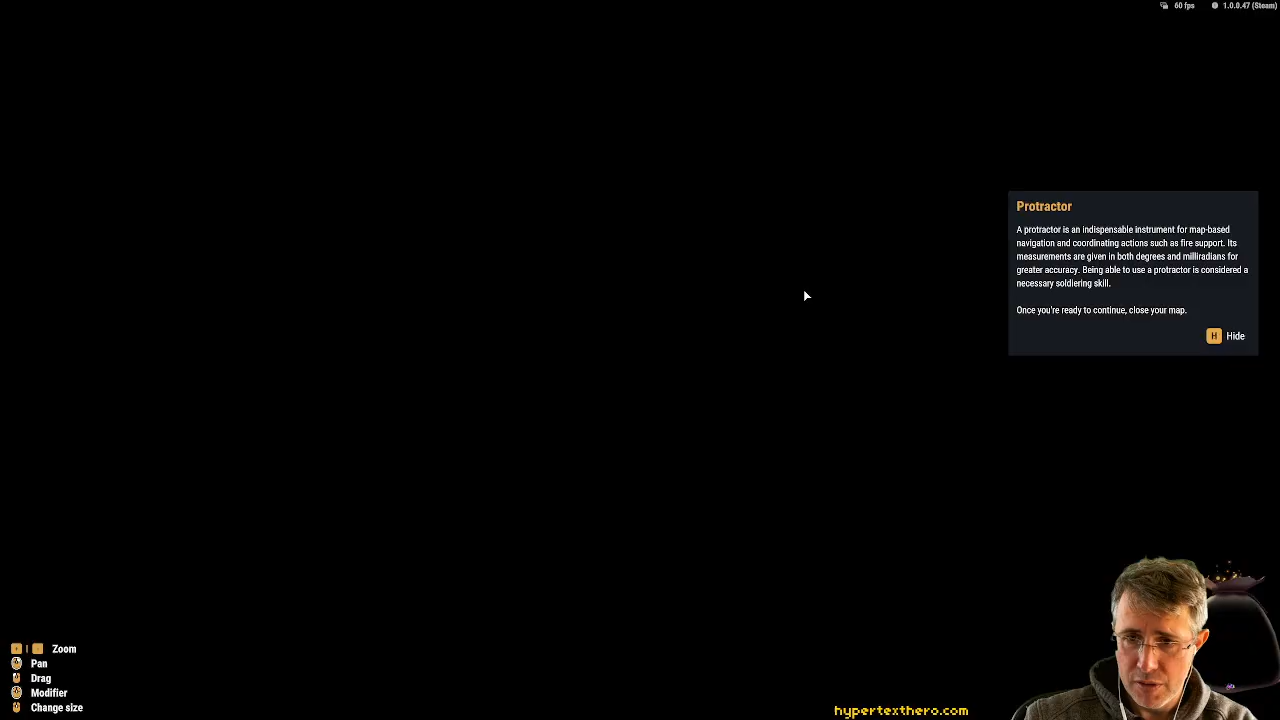 60 fps 1.0.0.47 (Steam)
Protractor
A protractor is an indispensable instrument for map-based
navigation and coordinating actions such as fire support. Its
measurements are given in both degrees and milliradians for
greater accuracy. Being able to use a protractor is considered a
necessary soldiering skill.
Once you're ready to continue, close your map.
H Hide
Zoom
Pan
Drag
Modifier
Change size
hypertexthero.com